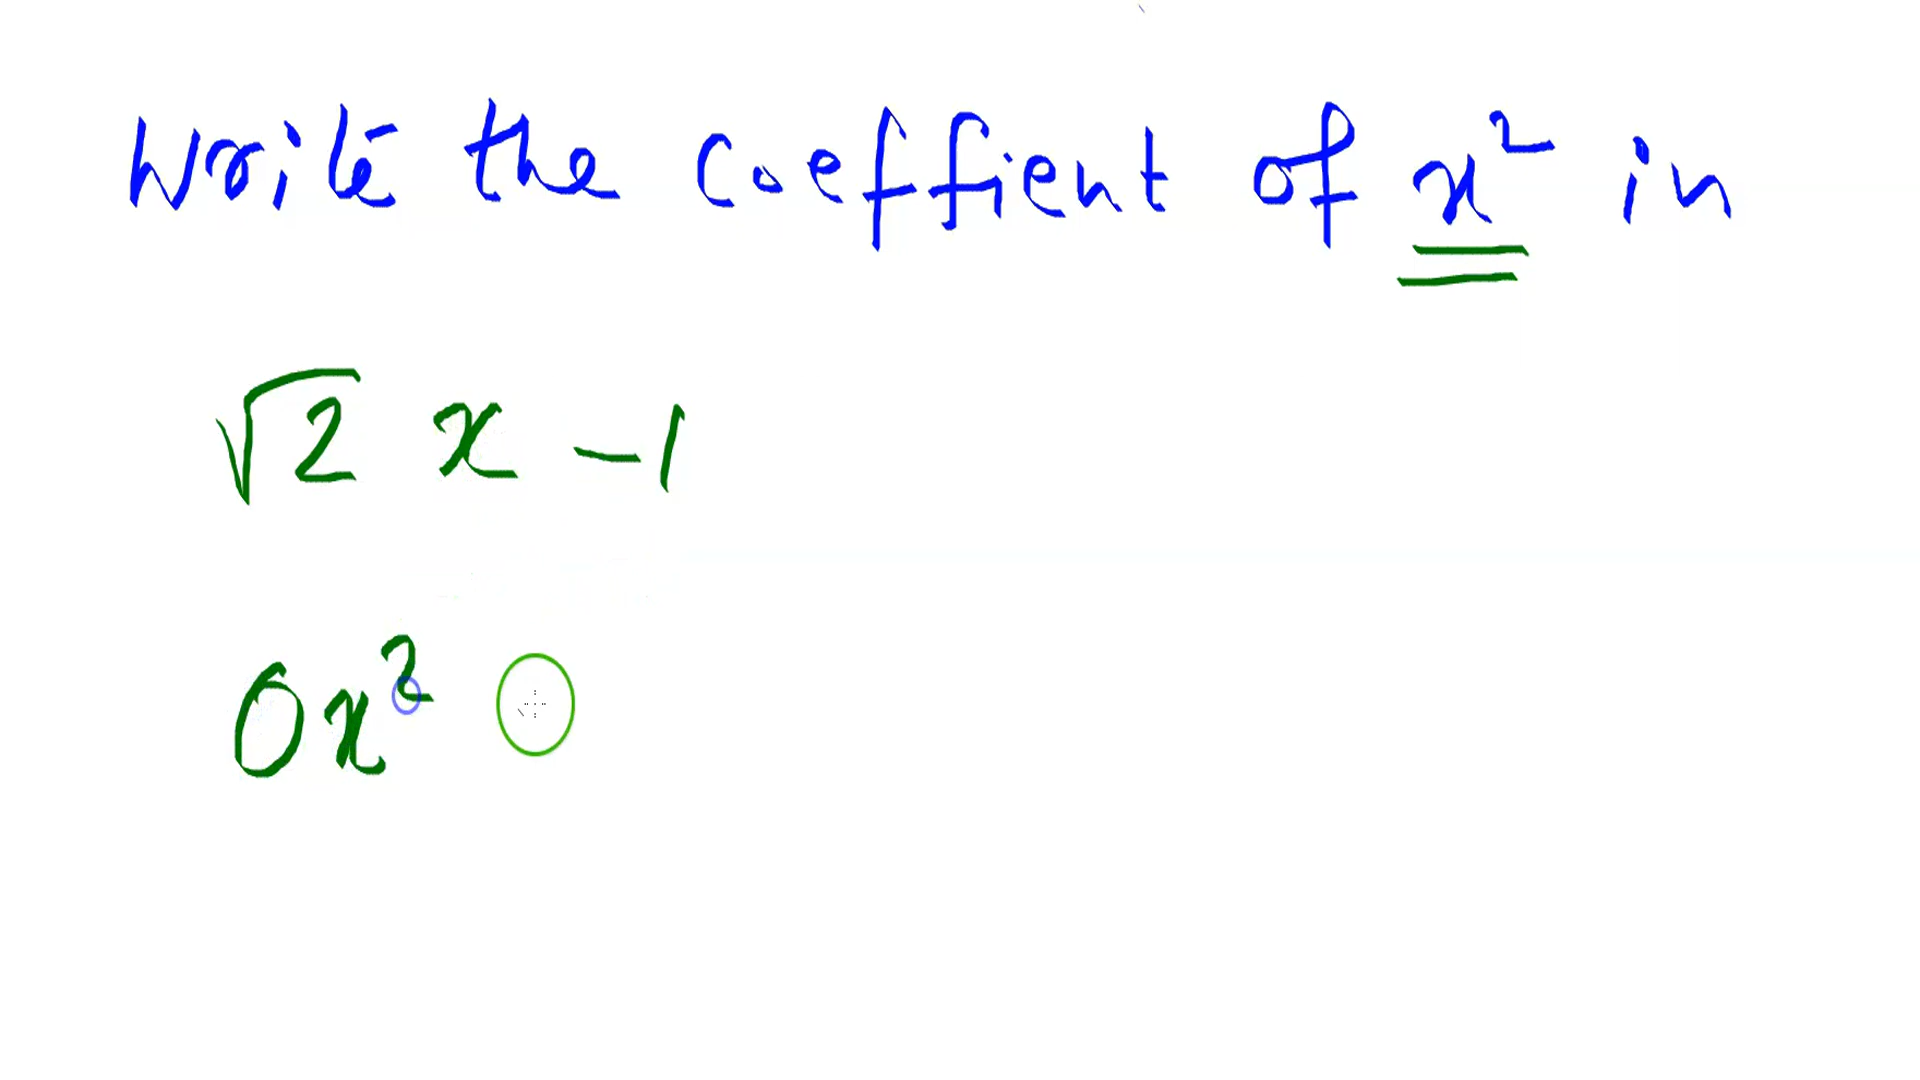 Write the coeffient of x² in
√2 x - 1
0x²